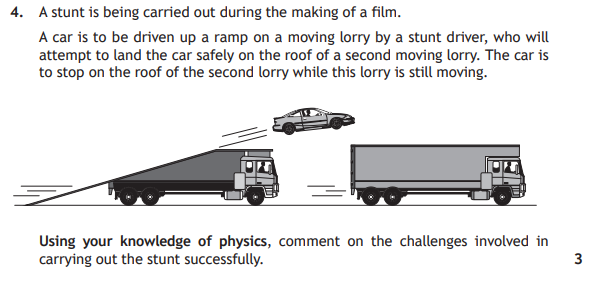 4. A stunt is being carried out during the making of a film.
A car is to be driven up a ramp on a moving lorry by a stunt driver, who will
attempt to land the car safely on the roof of a second moving lorry. The car is
to stop on the roof of the second lorry while this lorry is still moving.
Using your knowledge of physics, comment on the challenges involved in
carrying out the stunt successfully. 3